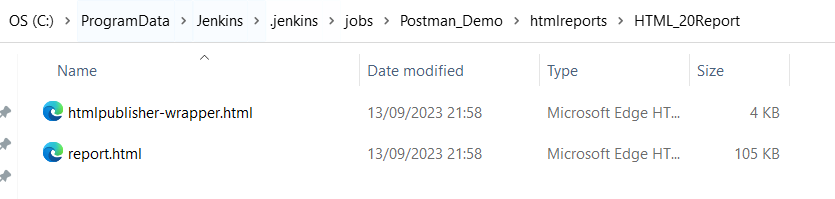 OS (C:) > ProgramData > Jenkins > .jenkins > jobs > Postman_Demo > htmlreports > HTML_20Report
Name Date modified Type Size
htmlpublisher-wrapper.html 13/09/2023 21:58 Microsoft Edge HT... 4 KB
report.html 13/09/2023 21:58 Microsoft Edge HT... 105 KB